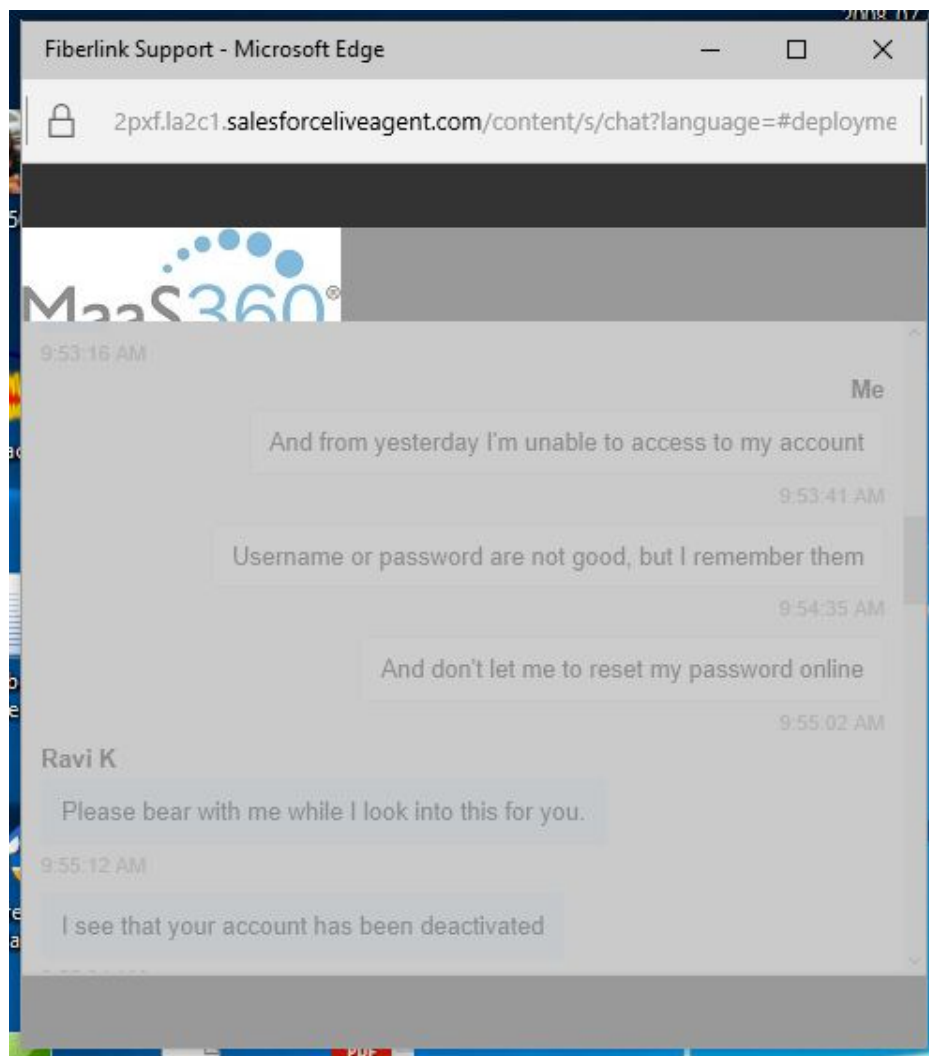 Fiberlink Support - Microsoft Edge
2pxf.la2c1.salesforceliveagent.com/content/s/chat?language=#deployme
MaaS360®
9:53:16 AM
Me
And from yesterday I'm unable to access to my account
9:53:41 AM
Username or password are not good, but I remember them
9:54:35 AM
And don't let me to reset my password online
9:55:02 AM
Ravi K
Please bear with me while I look into this for you.
9:55:12 AM
I see that your account has been deactivated
PDF